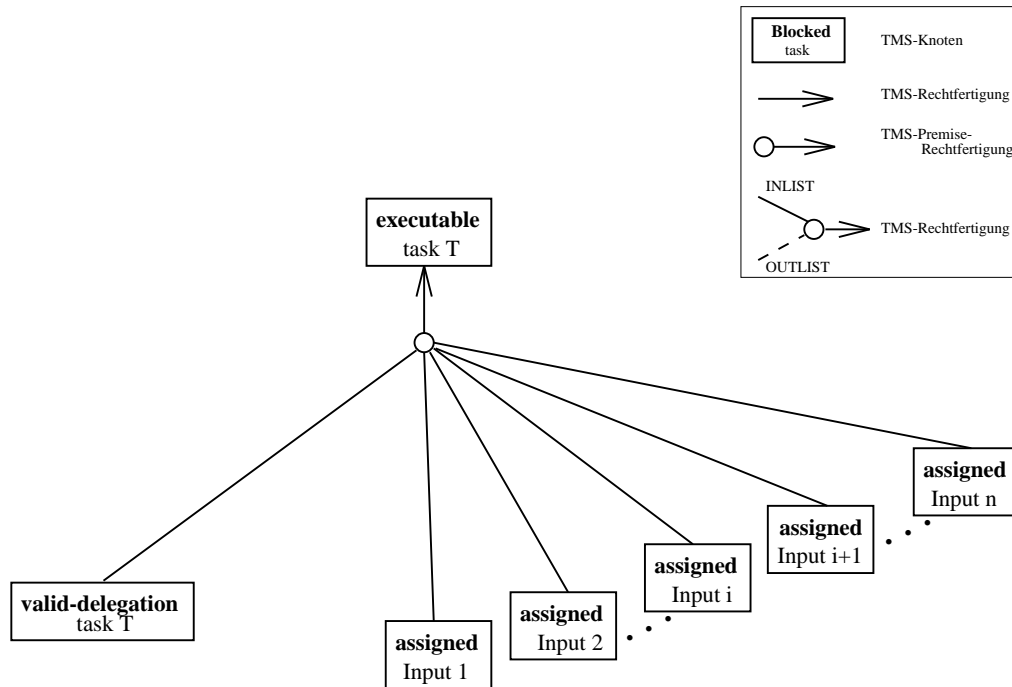 Blocked
task
TMS-Knoten
TMS-Rechtfertigung
TMS-Premise-
Rechtfertigung
INLIST
TMS-Rechtfertigung
OUTLIST
executable
task T
assigned
Input n
assigned
Input i+1
assigned
Input i
valid-delegation
task T
assigned
Input 2
assigned
Input 1